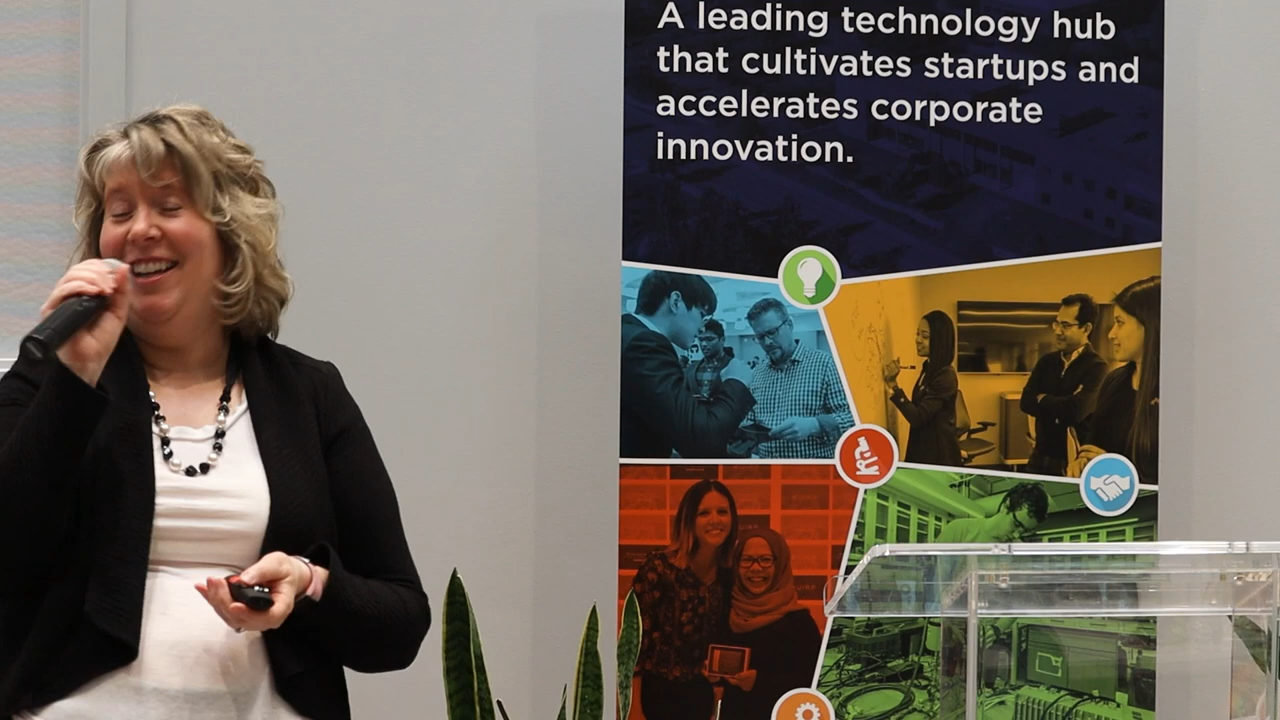 A leading technology hub
that cultivates startups and
accelerates corporate
innovation.